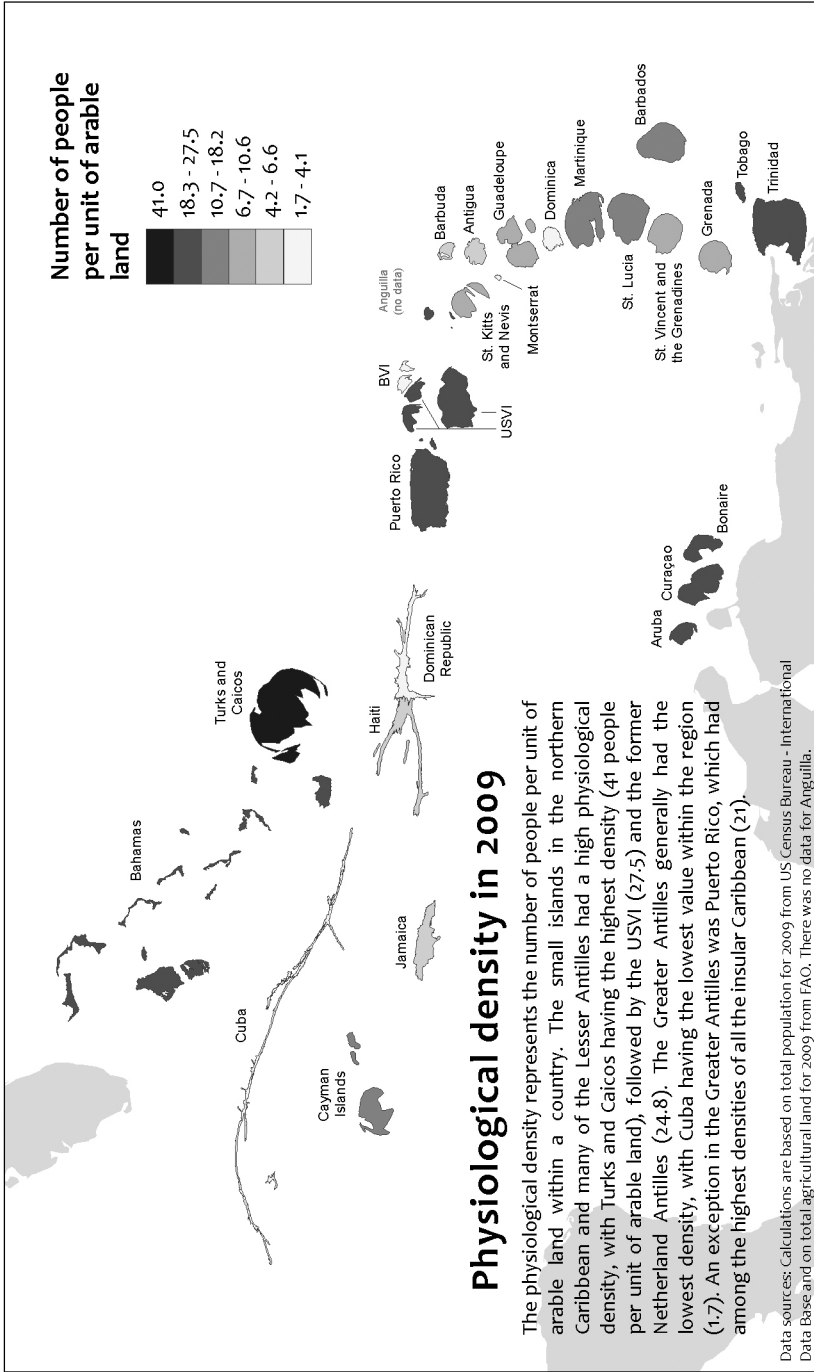 Number of people
per unit of arable
land
41.0
18.3 - 27.5
10.7 - 18.2
6.7 - 10.6
4.2 - 6.6
1.7 - 4.1
Bahamas
Turks and
Caicos
Cuba
Cayman
Islands
Jamaica
Haiti
Dominican
Republic
Puerto Rico
BVI
USVI
Anguilla
(no data)
St. Kitts
and Nevis
Barbuda
Antigua
Montserrat
Guadeloupe
Dominica
Martinique
St. Lucia
Barbados
St. Vincent and
the Grenadines
Grenada
Tobago
Trinidad
Aruba
Curaçao
Bonaire
Physiological density in 2009
The physiological density represents the number of people per unit of
arable land within a country. The small islands in the northern
Caribbean and many of the Lesser Antilles had a high physiological
density, with Turks and Caicos having the highest density (41 people
per unit of arable land), followed by the USVI (27.5) and the former
Netherland Antilles (24.8). The Greater Antilles generally had the
lowest density, with Cuba having the lowest value within the region
(1.7). An exception in the Greater Antilles was Puerto Rico, which had
among the highest densities of all the insular Caribbean (21).
Data sources: Calculations are based on total population for 2009 from US Census Bureau - International
Data Base and on total agricultural land for 2009 from FAO. There was no data for Anguilla.